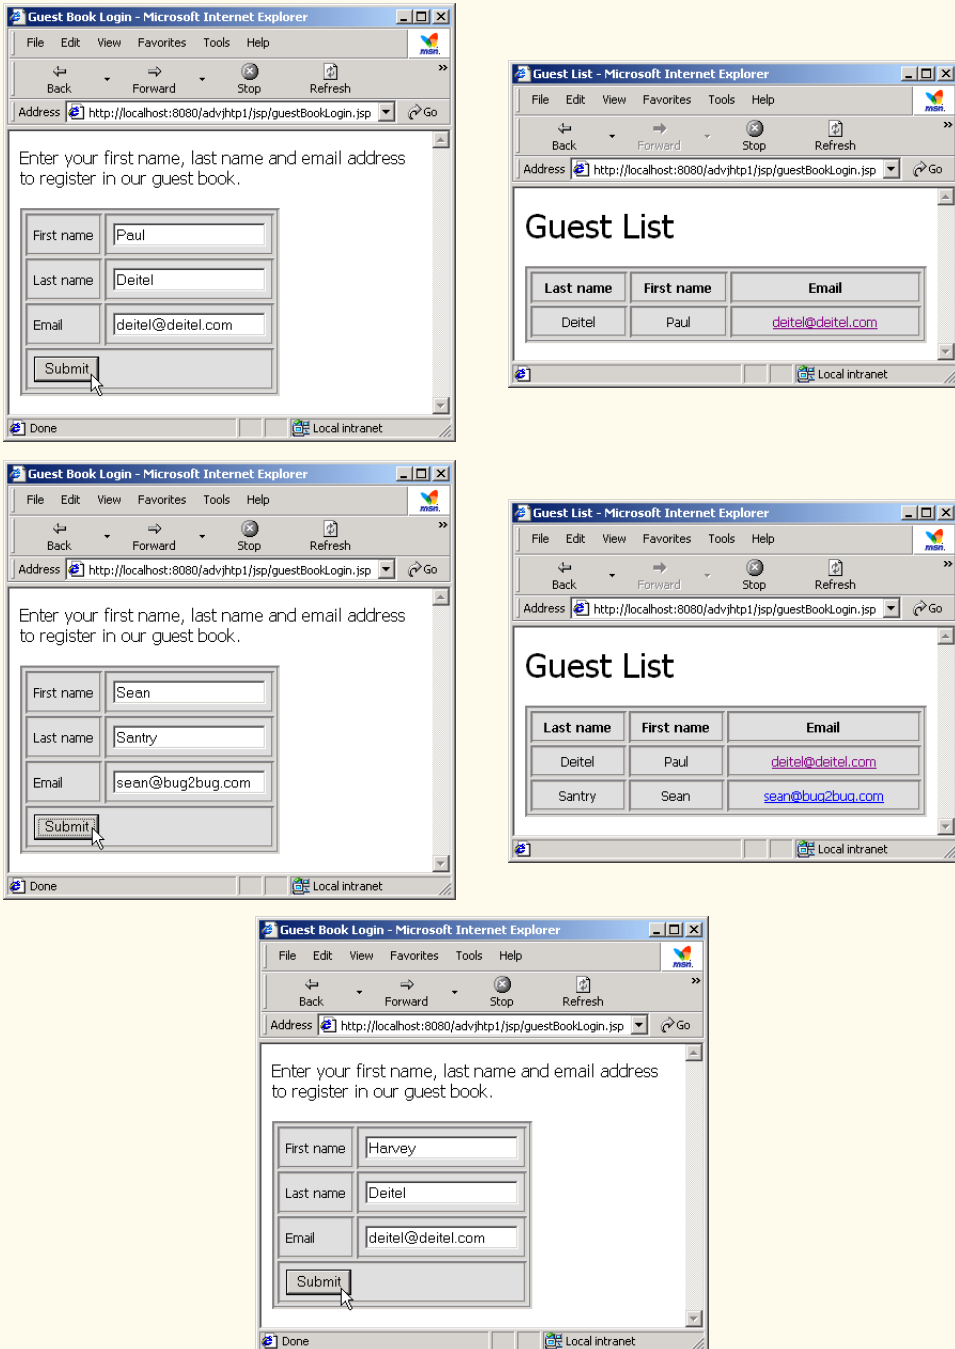 Guest Book Login - Microsoft Internet Explorer
File Edit View Favorites Tools Help
msn.
Back Forward Stop Refresh »
Address http://localhost:8080/advjhtp1/jsp/guestBookLogin.jsp Go
Enter your first name, last name and email address
to register in our guest book.
First name Paul
Last name Deitel
Email deitel@deitel.com
Submit
Done Local intranet
Guest List - Microsoft Internet Explorer
File Edit View Favorites Tools Help
msn.
Back Forward Stop Refresh »
Address http://localhost:8080/advjhtp1/jsp/guestBookLogin.jsp Go
Guest List
Last name First name Email
Deitel Paul deitel@deitel.com
Local intranet
Guest Book Login - Microsoft Internet Explorer
File Edit View Favorites Tools Help
msn.
Back Forward Stop Refresh »
Address http://localhost:8080/advjhtp1/jsp/guestBookLogin.jsp Go
Enter your first name, last name and email address
to register in our guest book.
First name Sean
Last name Santry
Email sean@bug2bug.com
Submit
Done Local intranet
Guest List - Microsoft Internet Explorer
File Edit View Favorites Tools Help
msn.
Back Forward Stop Refresh »
Address http://localhost:8080/advjhtp1/jsp/guestBookLogin.jsp Go
Guest List
Last name First name Email
Deitel Paul deitel@deitel.com
Santry Sean sean@bug2bug.com
Local intranet
Guest Book Login - Microsoft Internet Explorer
File Edit View Favorites Tools Help
msn.
Back Forward Stop Refresh »
Address http://localhost:8080/advjhtp1/jsp/guestBookLogin.jsp Go
Enter your first name, last name and email address
to register in our guest book.
First name Harvey
Last name Deitel
Email deitel@deitel.com
Submit
Done Local intranet